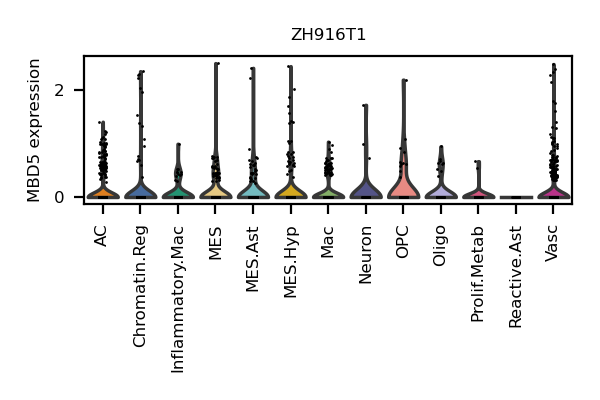 ZH916T1
MBD5 expression
2
0
AC
Chromatin.Reg
Inflammatory.Mac
MES
MES.Ast
MES.Hyp
Mac
Neuron
OPC
Oligo
Prolif.Metab
Reactive.Ast
Vasc